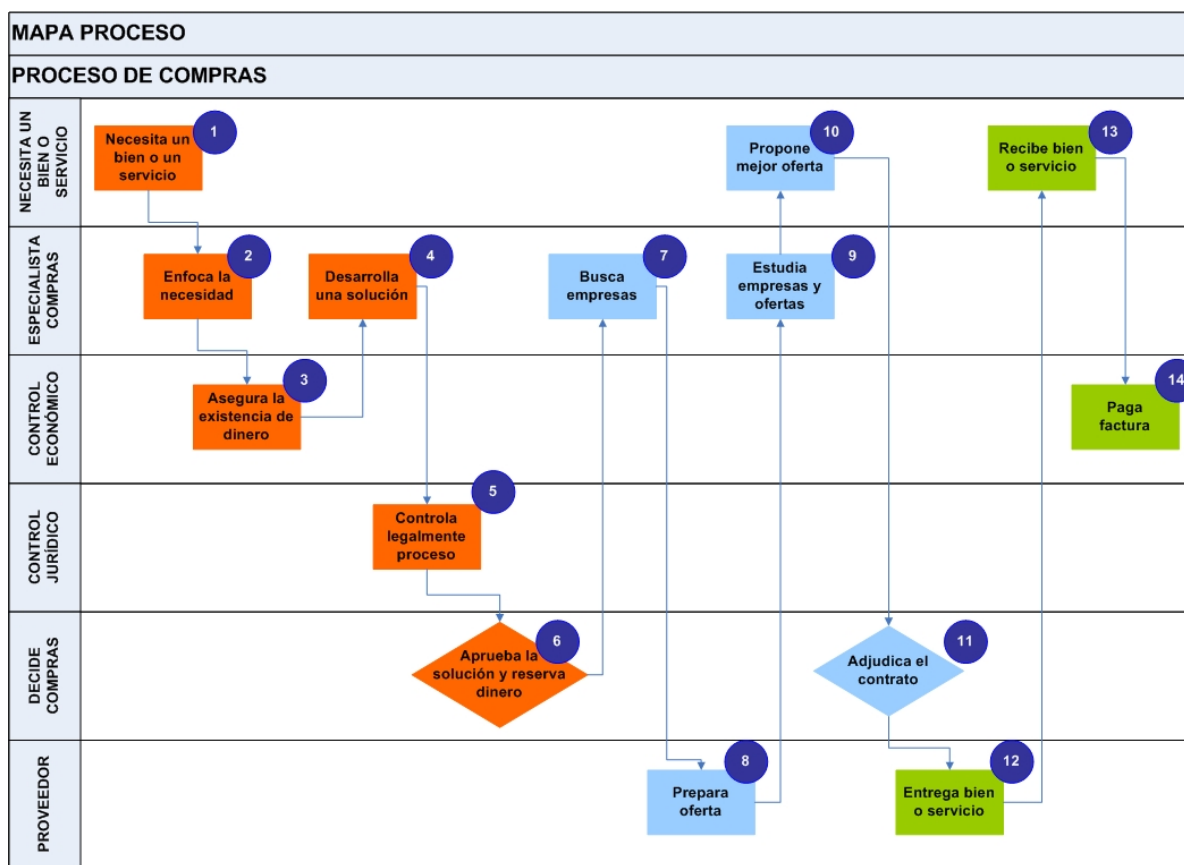 MAPA PROCESO
PROCESO DE COMPRAS
NECESITA UN
BIEN O
SERVICIO
Necesita un
bien o un
servicio
1
Propone
mejor oferta
10
Recibe bien
o servicio
13
ESPECIALISTA
COMPRAS
Enfoca la
necesidad
2
Desarrolla
una solución
4
Busca
empresas
7
Estudia
empresas y
ofertas
9
CONTROL
ECONÓMICO
Asegura la
existencia de
dinero
3
Paga
factura
14
CONTROL
JURÍDICO
Controla
legalmente
proceso
5
DECIDE
COMPRAS
Aprueba la
solución y reserva
dinero
6
Adjudica el
contrato
11
PROVEEDOR
Prepara
oferta
8
Entrega bien
o servicio
12